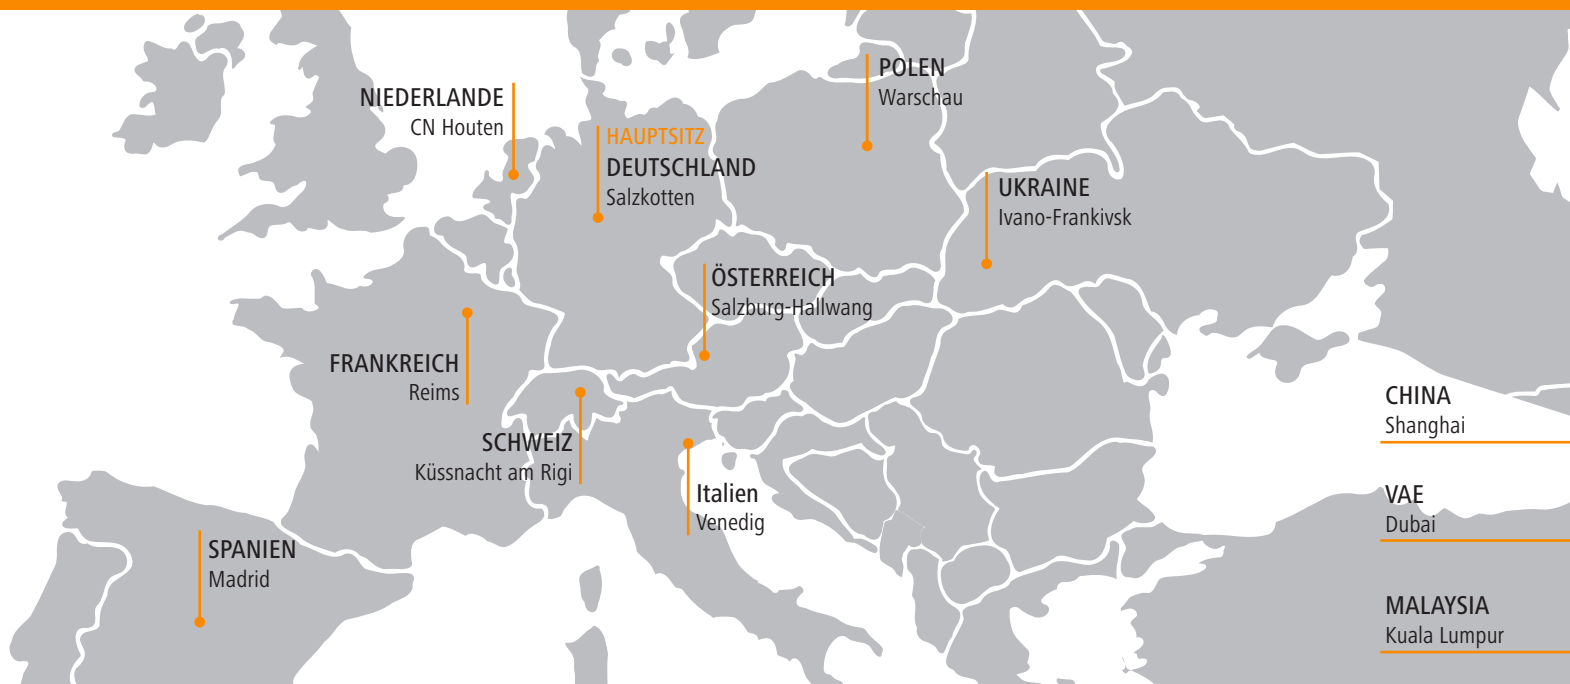 POLEN
Warschau
NIEDERLANDE
CN Houten
HAUPTSITZ
DEUTSCHLAND
Salzkotten
UKRAINE
Ivano-Frankivsk
ÖSTERREICH
Salzburg-Hallwang
FRANKREICH
Reims
CHINA
Shanghai
SCHWEIZ
Küssnacht am Rigi
Italien
Venedig
VAE
Dubai
SPANIEN
Madrid
MALAYSIA
Kuala Lumpur